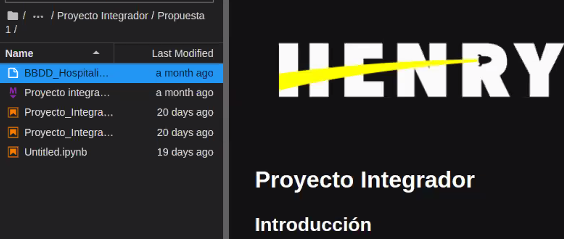 / ··· / Proyecto Integrador / Propuesta
1 /
Name Last Modified
BBDD_Hospitali... a month ago
Proyecto integra... a month ago
Proyecto_Integra... 20 days ago
Proyecto_Integra... 20 days ago
Untitled.ipynb 19 days ago
HENRY
Proyecto Integrador
Introducción